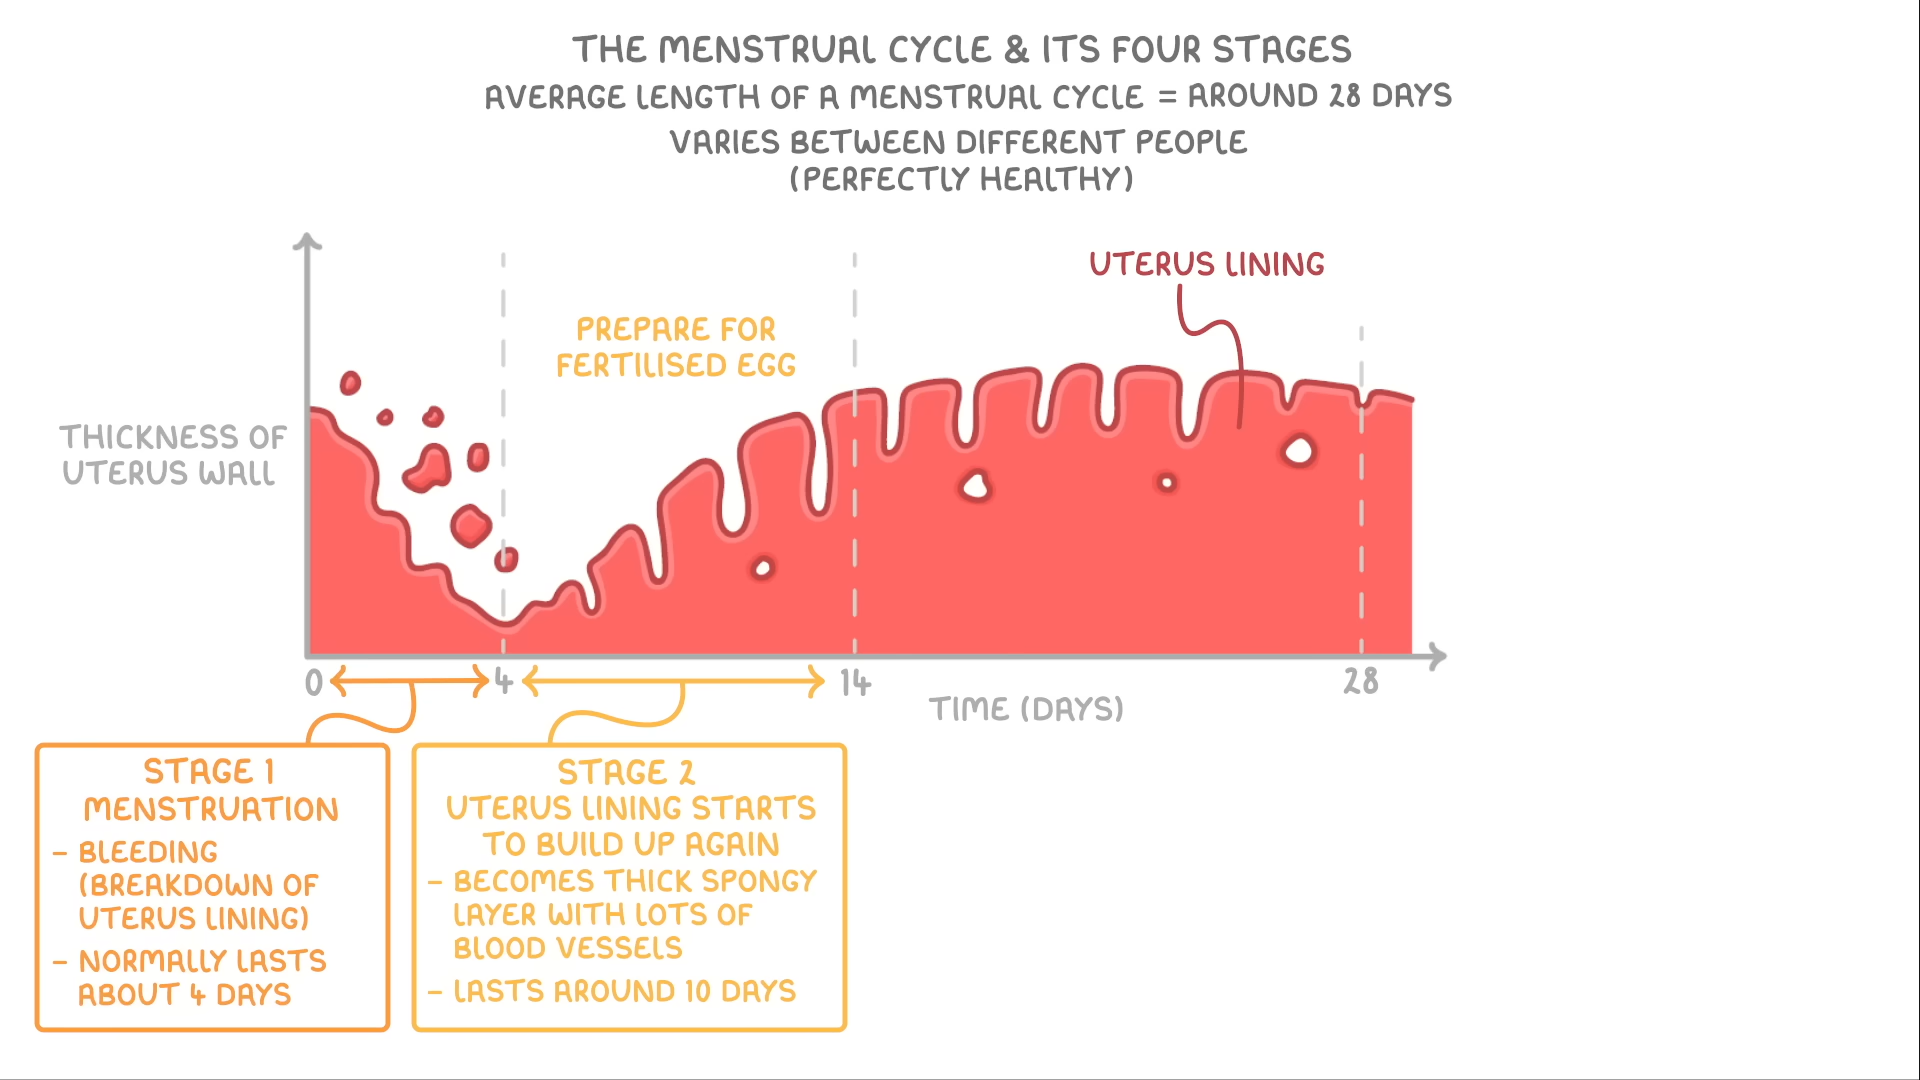 THE MENSTRUAL CYCLE & ITS FOUR STAGES
AVERAGE LENGTH OF A MENSTRUAL CYCLE = AROUND 28 DAYS
VARIES BETWEEN DIFFERENT PEOPLE
(PERFECTLY HEALTHY)
UTERUS LINING
PREPARE FOR
FERTILISED EGG
THICKNESS OF
UTERUS WALL
0 4 14 28
TIME (DAYS)
STAGE 1
MENSTRUATION
- BLEEDING
(BREAKDOWN OF
UTERUS LINING)
- NORMALLY LASTS
ABOUT 4 DAYS
STAGE 2
UTERUS LINING STARTS
TO BUILD UP AGAIN
- BECOMES THICK SPONGY
LAYER WITH LOTS OF
BLOOD VESSELS
- LASTS AROUND 10 DAYS